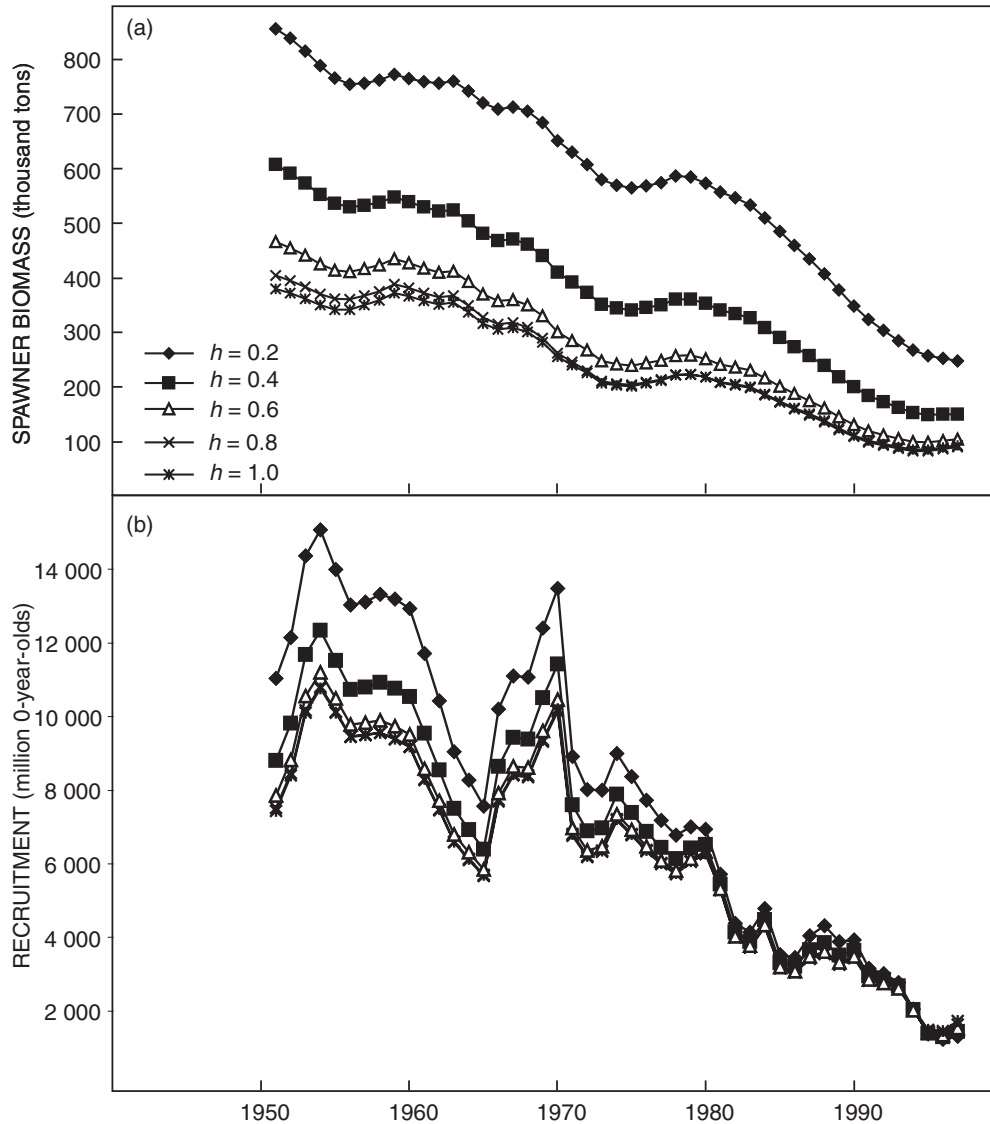 (a)
SPAWNER BIOMASS (thousand tons)
800
700
600
500
400
300
200
100
h = 0.2
h = 0.4
h = 0.6
h = 0.8
h = 1.0
(b)
RECRUITMENT (million 0-year-olds)
14 000
12 000
10 000
8 000
6 000
4 000
2 000
1950 1960 1970 1980 1990